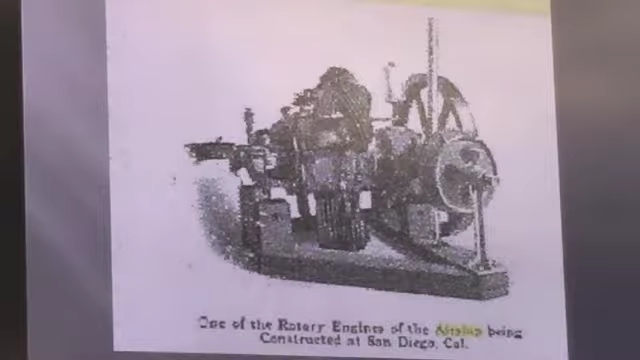 One of the Rotary Engines of the Airship being
Constructed at San Diego, Cal.